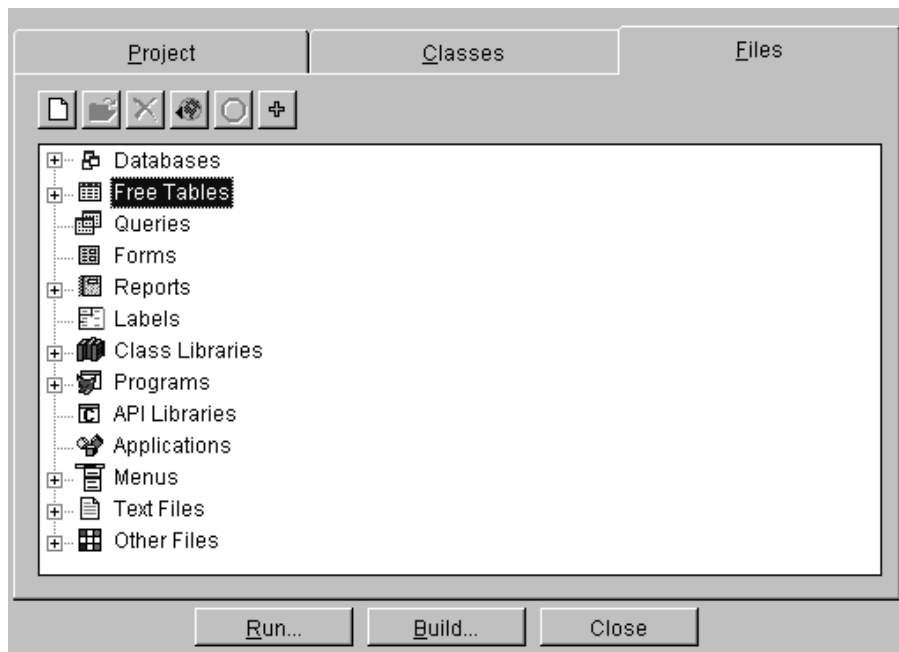 Project Classes Files
Databases
Free Tables
Queries
Forms
Reports
Labels
Class Libraries
Programs
API Libraries
Applications
Menus
Text Files
Other Files
Run... Build... Close